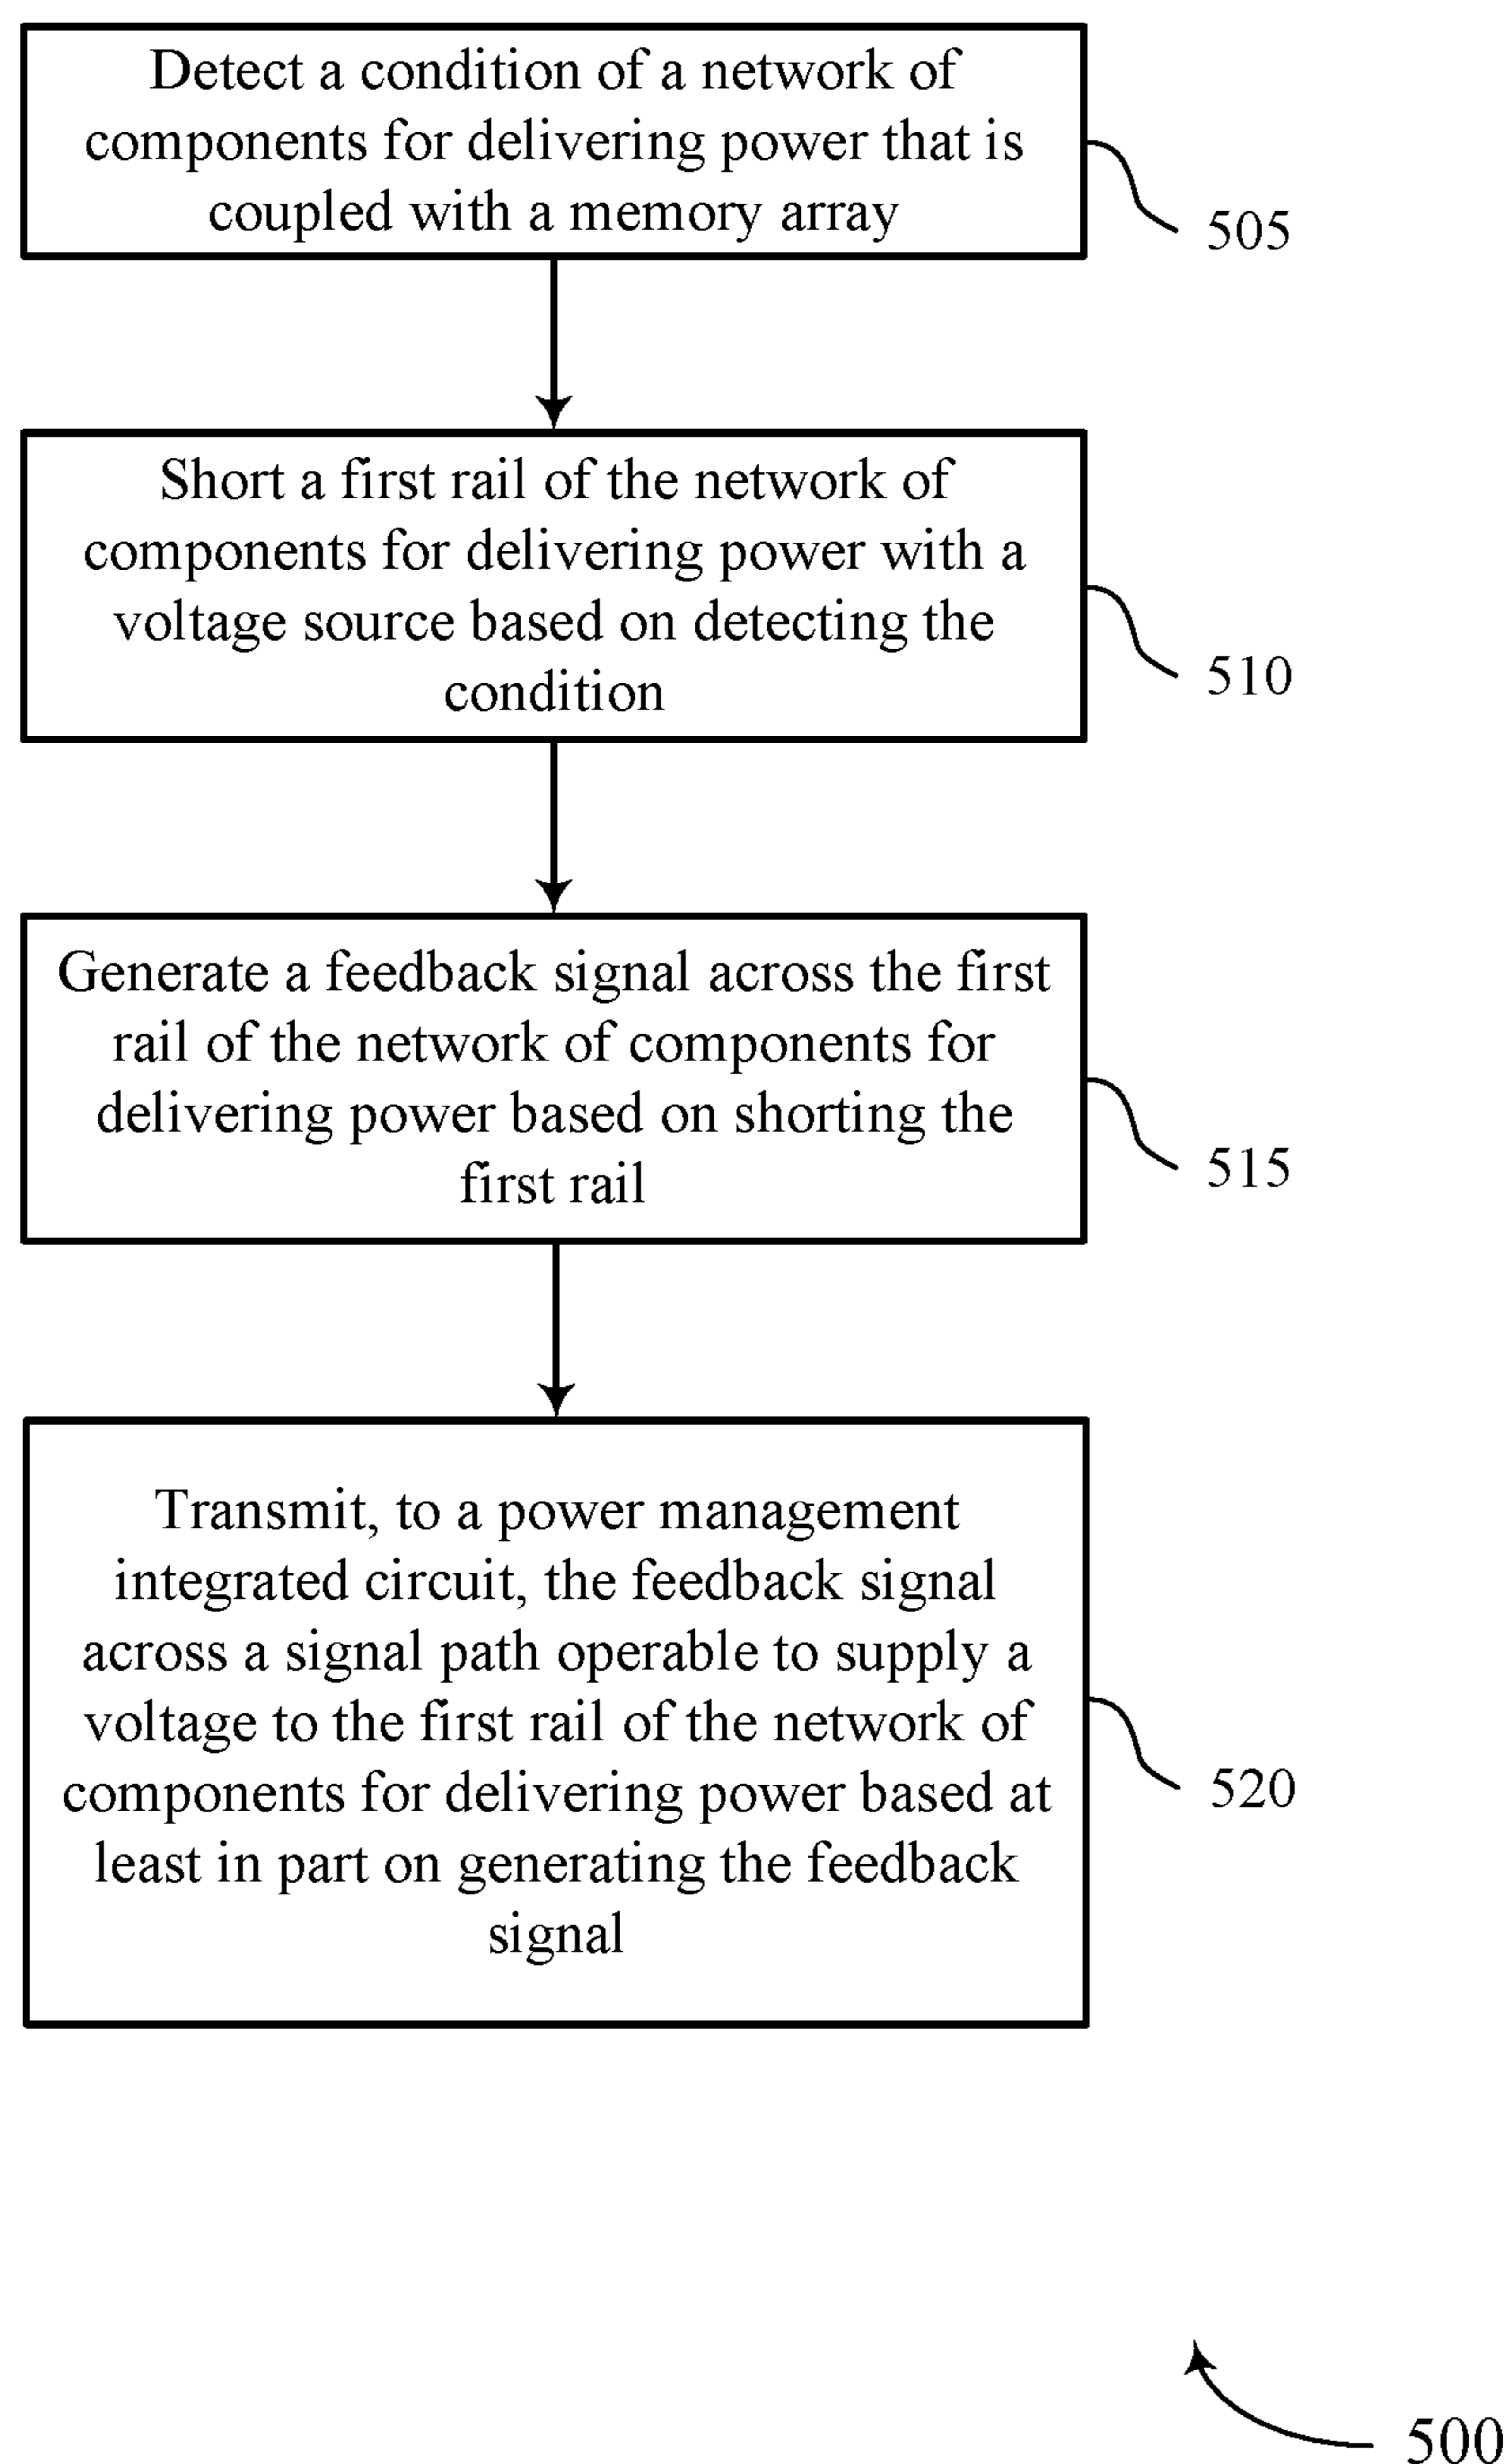 Detect a condition of a network of
components for delivering power that is
coupled with a memory array
505
Short a first rail of the network of
components for delivering power with a
voltage source based on detecting the
condition
510
Generate a feedback signal across the first
rail of the network of components for
delivering power based on shorting the
first rail
515
Transmit, to a power management
integrated circuit, the feedback signal
across a signal path operable to supply a
voltage to the first rail of the network of
components for delivering power based at
least in part on generating the feedback
signal
520
500